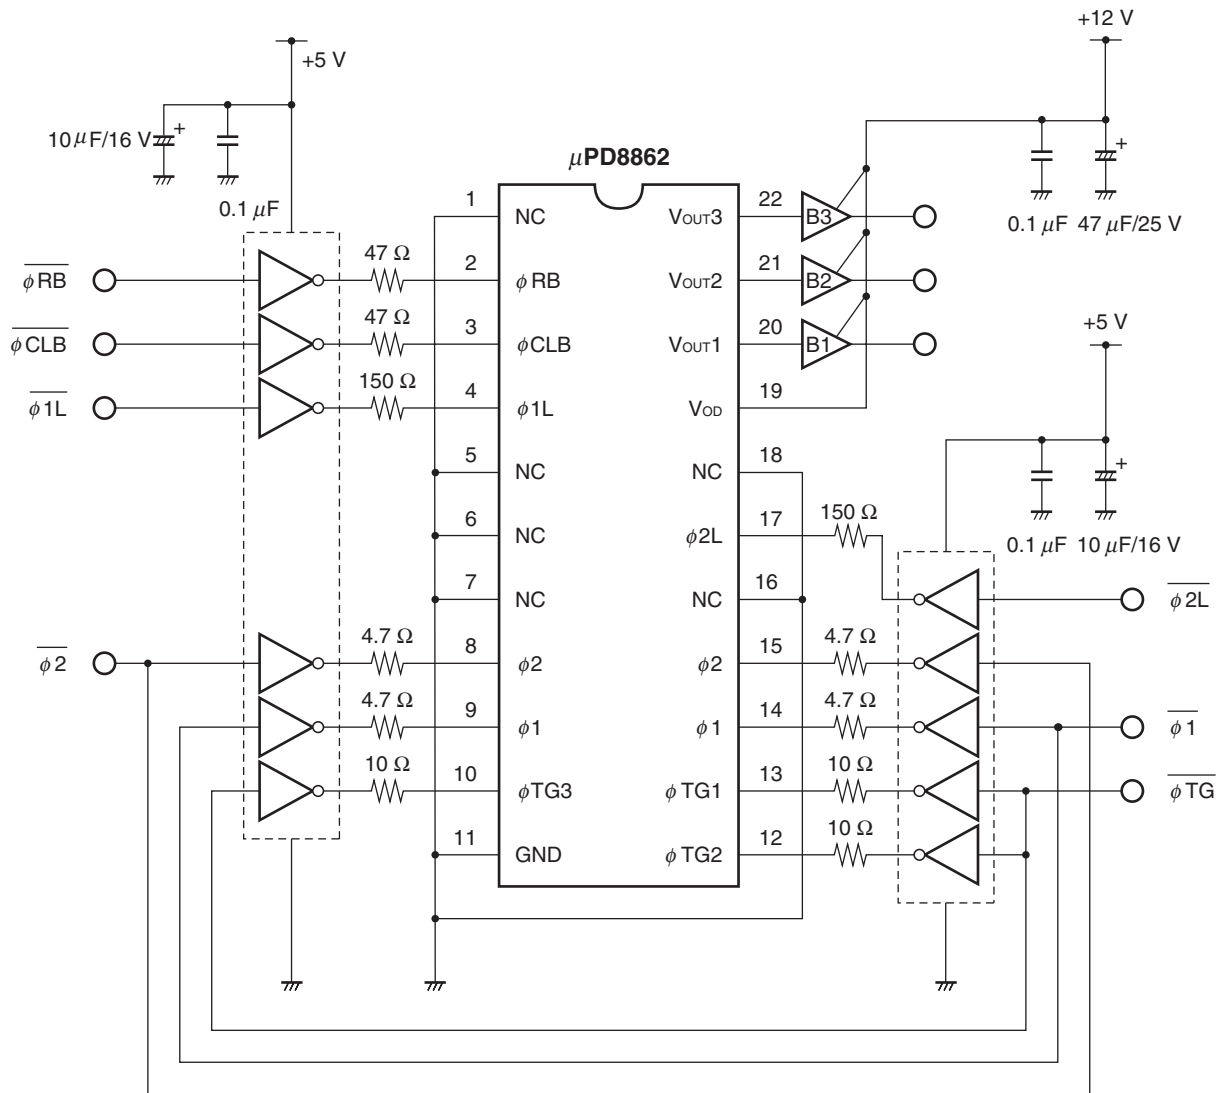 +12 V
+5 V
10 μF/16 V
+
+
μPD8862
0.1 μF
1
NC
VOUT3
22
B3
0.1 μF
47 μF/25 V
φRB
47 Ω
2
φRB
VOUT2
21
B2
φCLB
47 Ω
3
φCLB
VOUT1
20
B1
+5 V
φ1L
150 Ω
4
φ1L
VOD
19
5
NC
NC
18
+
6
NC
φ2L
17
150 Ω
0.1 μF
10 μF/16 V
7
NC
NC
16
φ2L
φ2
4.7 Ω
8
φ2
φ2
15
4.7 Ω
4.7 Ω
9
φ1
φ1
14
4.7 Ω
φ1
10 Ω
10
φTG3
φTG1
13
10 Ω
φTG
11
GND
φTG2
12
10 Ω